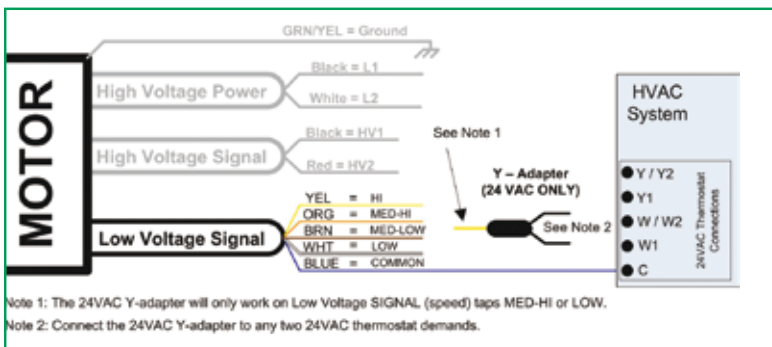 GRN/YEL = Ground
MOTOR
High Voltage Power
Black = L1
White = L2
High Voltage Signal
Black = HV1
Red = HV2
Low Voltage Signal
YEL = HI
ORG = MED-HI
BRN = MED-LOW
WHT = LOW
BLUE = COMMON
See Note 1
Y – Adapter
(24 VAC ONLY)
See Note 2
HVAC
System
Y / Y2
Y1
W / W2
W1
C
24VAC Thermostat
Connections
Note 1: The 24VAC Y-adapter will only work on Low Voltage SIGNAL (speed) taps MED-HI or LOW.
Note 2: Connect the 24VAC Y-adapter to any two 24VAC thermostat demands.